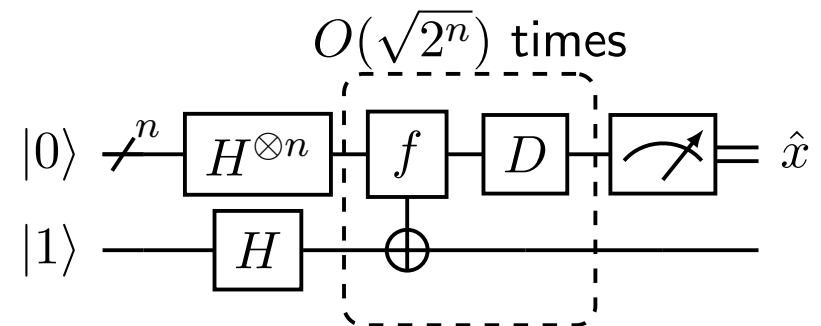 O(√2ⁿ) times
|0⟩ n H⊗n f D x̂
|1⟩ H